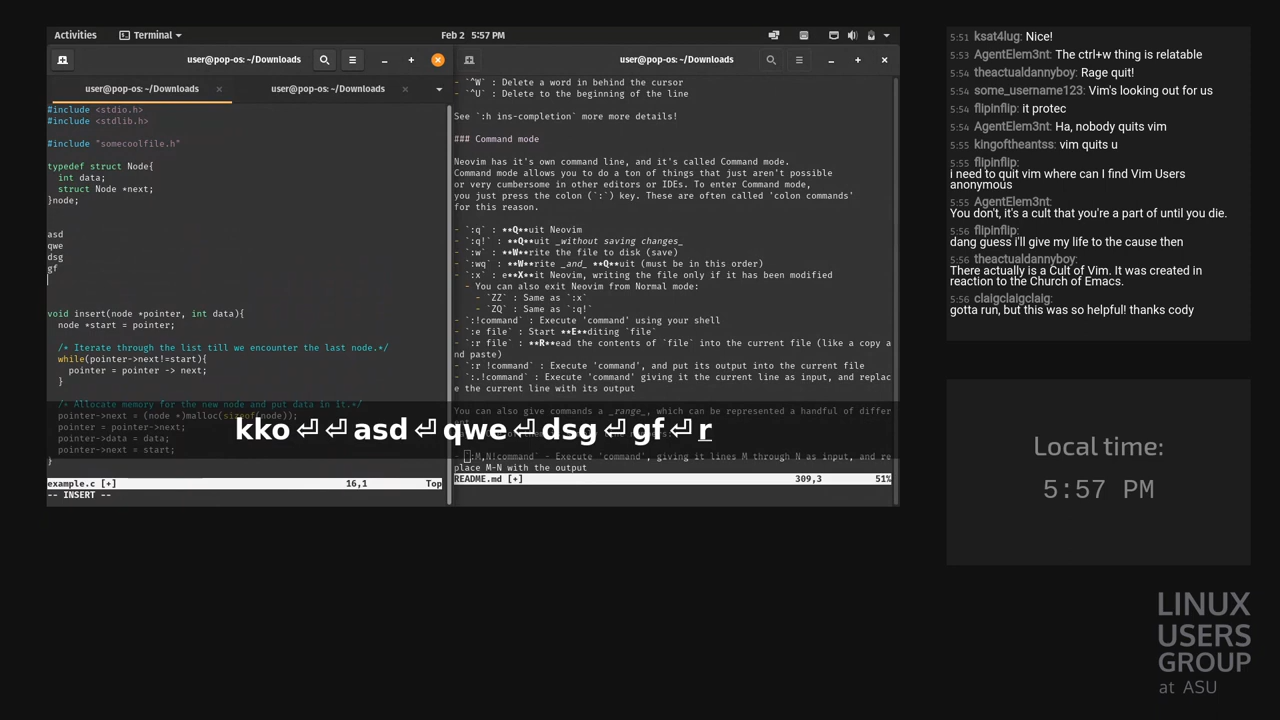 Activities
Terminal
Feb 2 5:57 PM
user@pop-os: ~/Downloads
user@pop-os: ~/Downloads
user@pop-os: ~/Downloads
#include <stdio.h>
#include <stdlib.h>
#include "somecoolfile.h"
typedef struct Node{
int data;
struct Node *next;
}node;
asd
qwe
dsg
gf
void insert(node *pointer, int data){
node *start = pointer;
/* Iterate through the list till we encounter the last node.*/
while(pointer->next!=start){
pointer = pointer -> next;
}
/* Allocate memory for the new node and put data in it.*/
pointer->next = (node *)malloc(sizeof(node));
pointer = pointer->next;
pointer->data = data;
pointer->next = start;
}
example.c [+] 16,1 Top
-- INSERT --
user@pop-os: ~/Downloads
- `^W` : Delete a word in behind the cursor
- `^U` : Delete to the beginning of the line
See `:h ins-completion` more more details!
### Command mode
Neovim has it's own command line, and it's called Command mode.
Command mode allows you to do a ton of things that just aren't possible
or very cumbersome in other editors or IDEs. To enter Command mode,
you just press the colon (`:`) key. These are often called 'colon commands'
for this reason.
- `:q` : **Q**uit Neovim
- `:q!` : **Q**uit _without saving changes_
- `:w` : **W**rite the file to disk (save)
- `:wq` : **W**rite _and_ **Q**uit (must be in this order)
- `:x` : e**X**it Neovim, writing the file only if it has been modified
- You can also exit Neovim from Normal mode:
- `ZZ` : Same as `:x`
- `ZQ` : Same as `:q!`
- `:!command` : Execute 'command' using your shell
- `:e file` : Start **E**diting `file`
- `:r file` : **R**ead the contents of `file` into the current file (like a copy a
nd paste)
- `:r !command` : Execute 'command', and put its output into the current file
- `:.!command` : Execute 'command' giving it the current line as input, and replac
e the current line with its output
You can also give commands a _range_, which can be represented a handful of differ
- `:M,N!command` - Execute 'command', giving it lines M through N as input, and re
place M-N with the output
README.md [+] 309,3 51%
kko⏎⏎asd⏎qwe⏎dsg⏎gf⏎r
5:51 ksat4lug: Nice!
5:53 AgentElem3nt: The ctrl+w thing is relatable
5:54 theactualdannyboy: Rage quit!
5:54 some_username123: Vim's looking out for us
5:54 flipinflip: it protec
5:54 AgentElem3nt: Ha, nobody quits vim
5:54 kingoftheantss: vim quits u
5:55 flipinflip:
i need to quit vim where can I find Vim Users
anonymous
5:55 AgentElem3nt:
You don't, it's a cult that you're a part of until you die.
5:56 flipinflip:
dang guess i'll give my life to the cause then
5:56 theactualdannyboy:
There actually is a Cult of Vim. It was created in
reaction to the Church of Emacs.
5:56 claigclaigclaig:
gotta run, but this was so helpful! thanks cody
Local time:
5:57 PM
LINUX
USERS
GROUP
at ASU